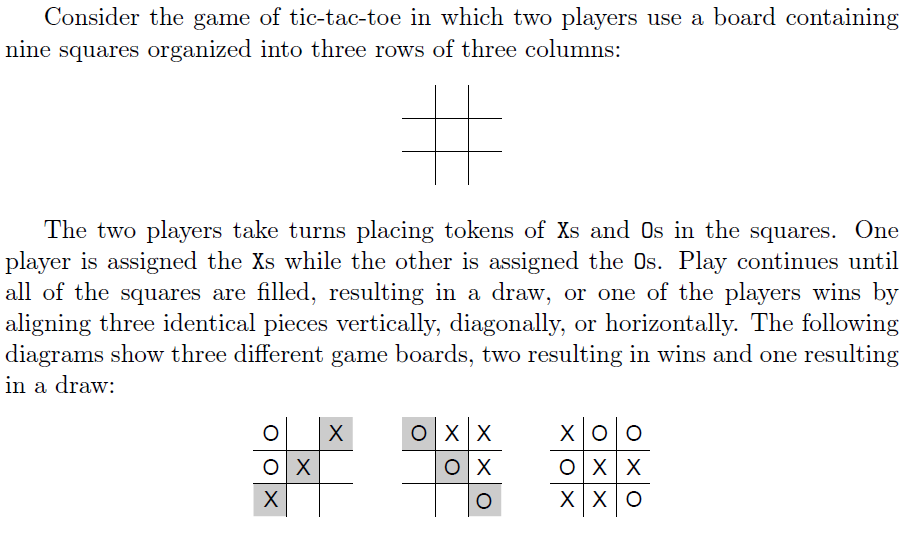 Consider the game of tic-tac-toe in which two players use a board containing
nine squares organized into three rows of three columns:
The two players take turns placing tokens of Xs and Os in the squares. One
player is assigned the Xs while the other is assigned the Os. Play continues until
all of the squares are filled, resulting in a draw, or one of the players wins by
aligning three identical pieces vertically, diagonally, or horizontally. The following
diagrams show three different game boards, two resulting in wins and one resulting
in a draw:
O X O X X X O O
O X O X O X X
X O X X O